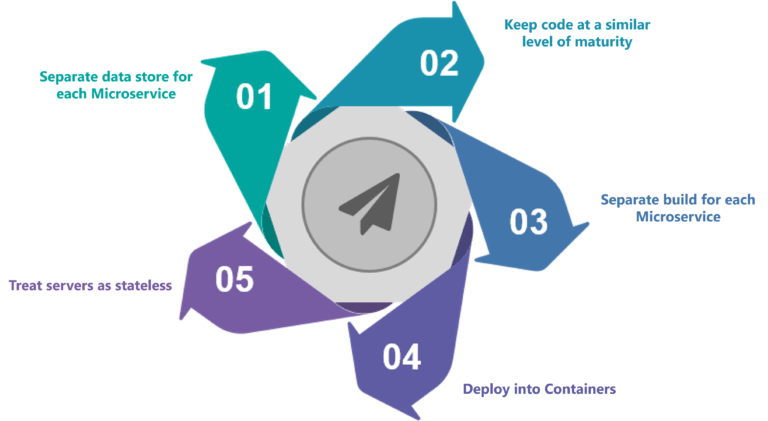 01
Separate data store for
each Microservice
02
Keep code at a similar
level of maturity
03
Separate build for each
Microservice
04
Deploy into Containers
05
Treat servers as stateless